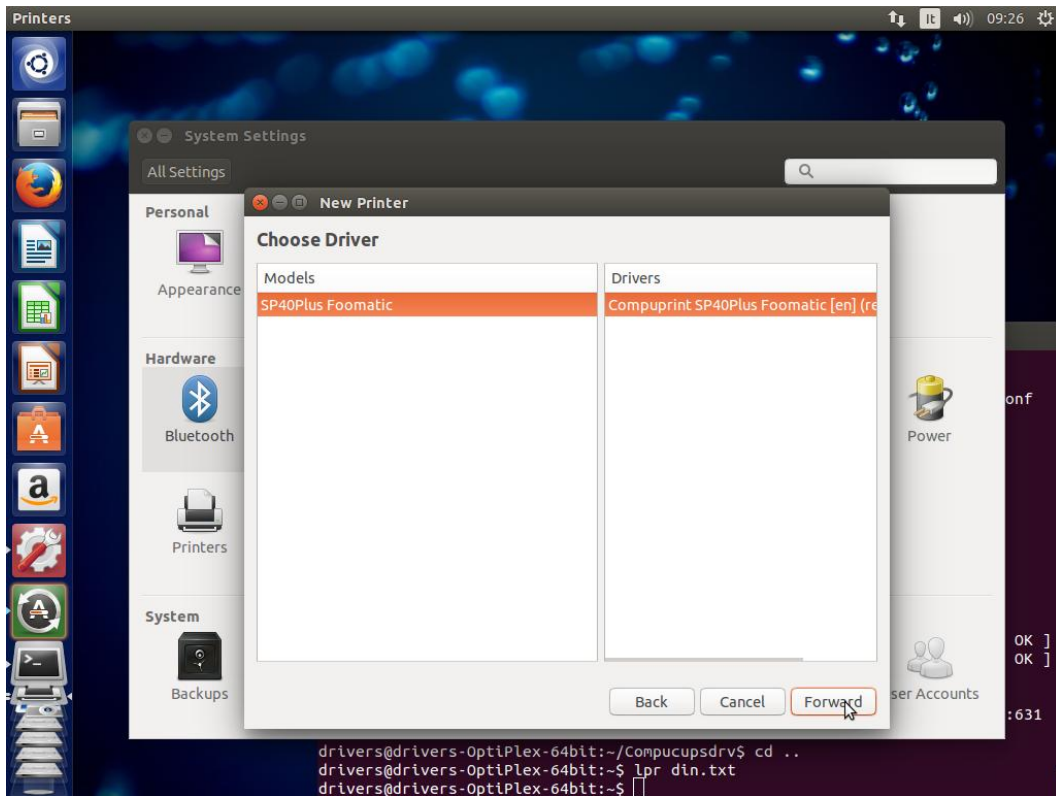 Printers
It
09:26
System Settings
All Settings
Personal
Appearance
Hardware
Bluetooth
Printers
System
Backups
New Printer
Choose Driver
Models
Drivers
SP40Plus Foomatic
Compuprint SP40Plus Foomatic [en] (re
Back
Cancel
Forward
Power
ser Accounts
onf
OK ]
OK ]
:631
drivers@drivers-OptiPlex-64bit:~/Compucupsdrv$ cd ..
drivers@drivers-OptiPlex-64bit:~$ lpr din.txt
drivers@drivers-OptiPlex-64bit:~$